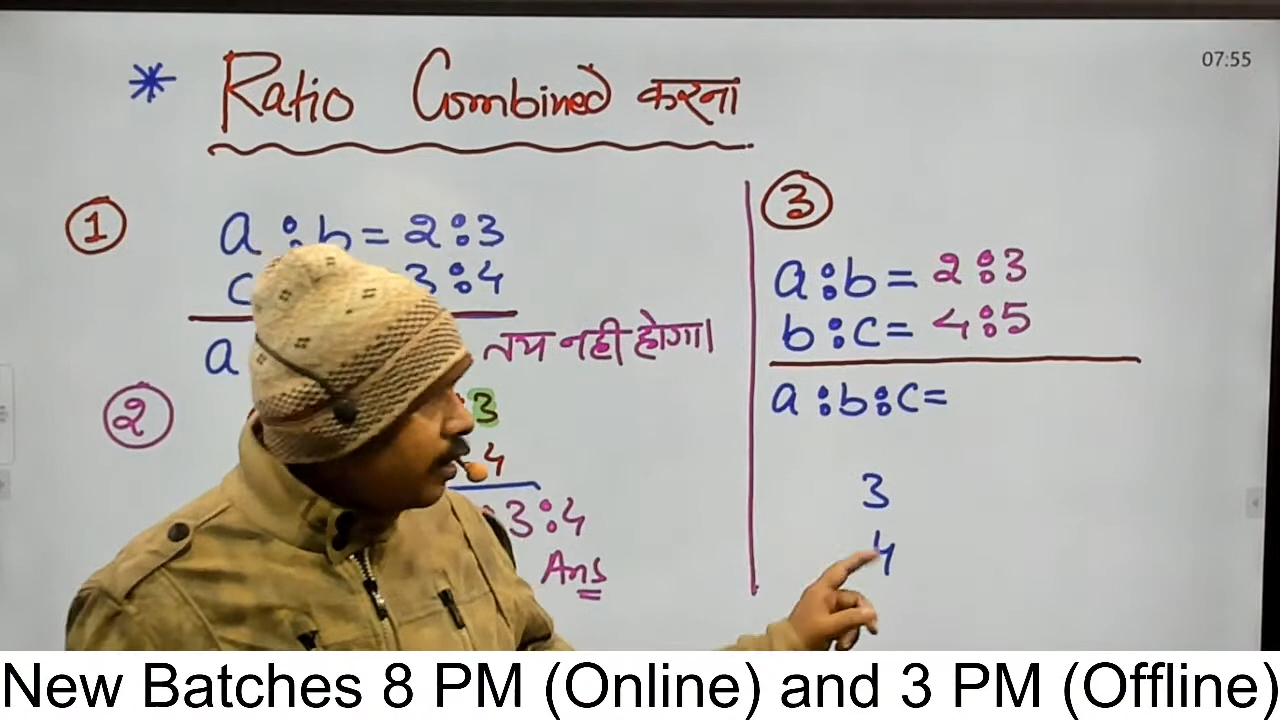 07:55
* Ratio Combined करना
1
a : b = 2:3
c 3:4
a तय नही होगा।
2
3
4
:3:4
Ans
3
a:b= 2:3
b:c= 4:5
a:b:c=
3
4
New Batches 8 PM (Online) and 3 PM (Offline)